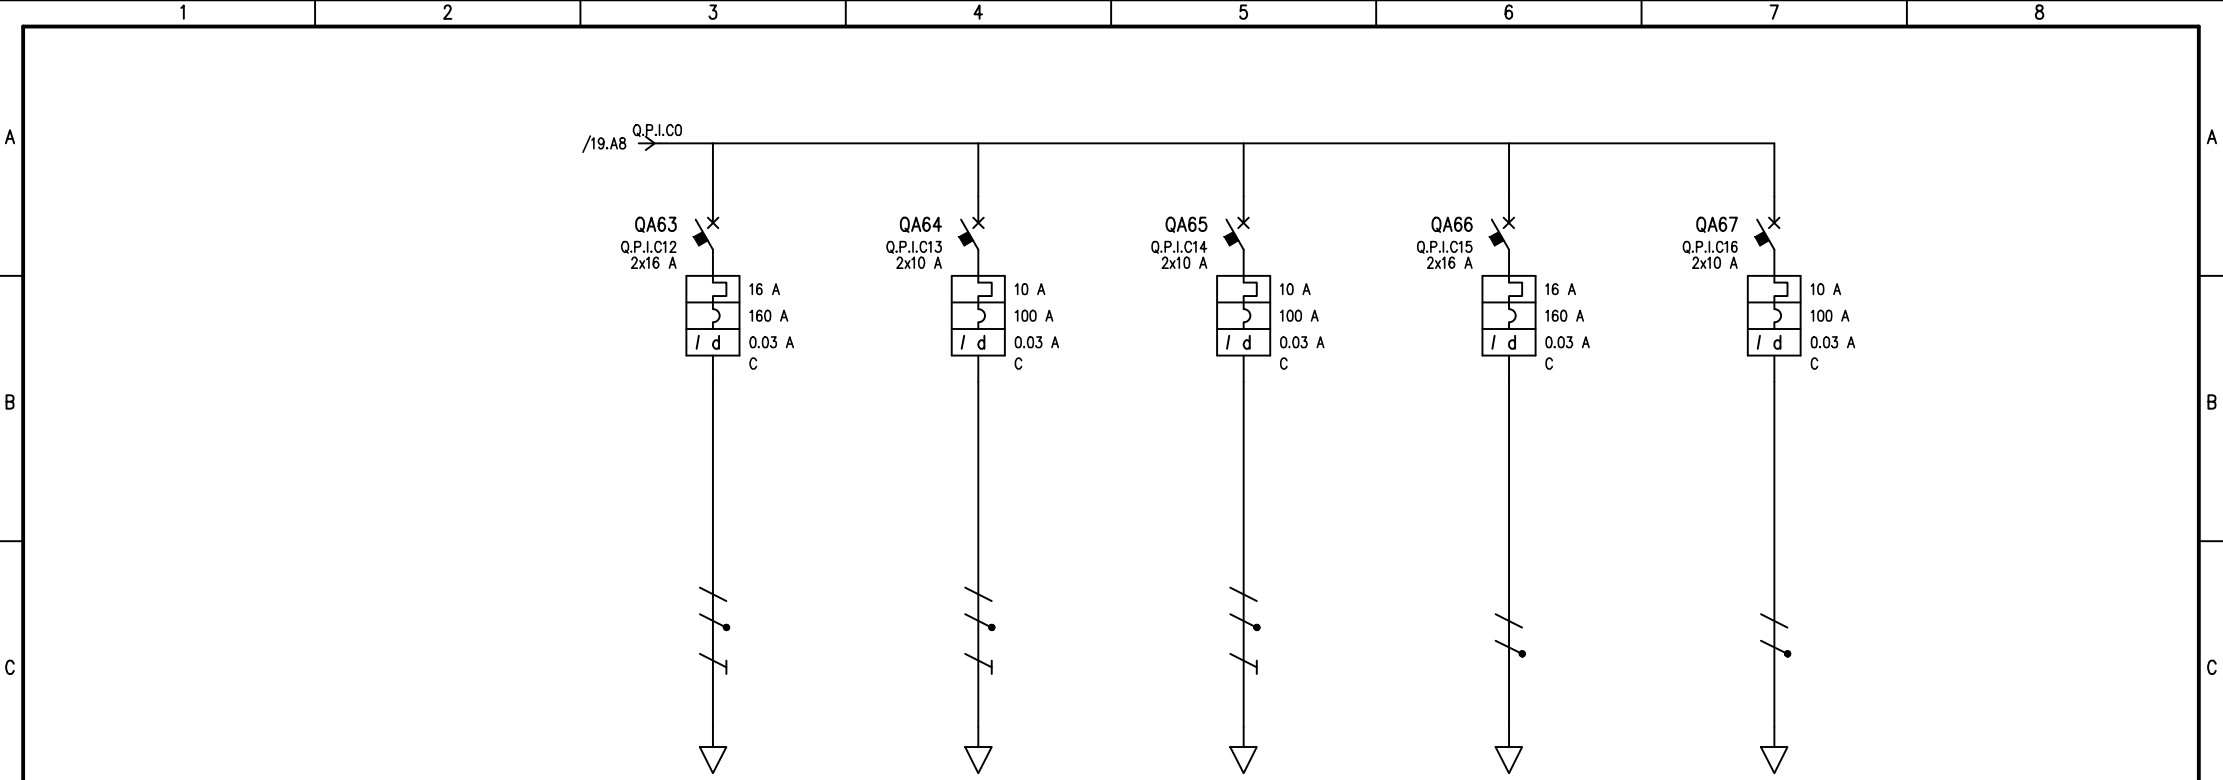 1 2 3 4 5 6 7 8
A A
Q.P.I.C0
/19.A8
QA63 QA64 QA65 QA66 QA67
Q.P.I.C12 Q.P.I.C13 Q.P.I.C14 Q.P.I.C15 Q.P.I.C16
2x16 A 2x10 A 2x10 A 2x16 A 2x10 A
16 A 10 A 10 A 16 A 10 A
160 A 100 A 100 A 160 A 100 A
I d 0.03 A I d 0.03 A I d 0.03 A I d 0.03 A I d 0.03 A
C C C C C
B B
C C